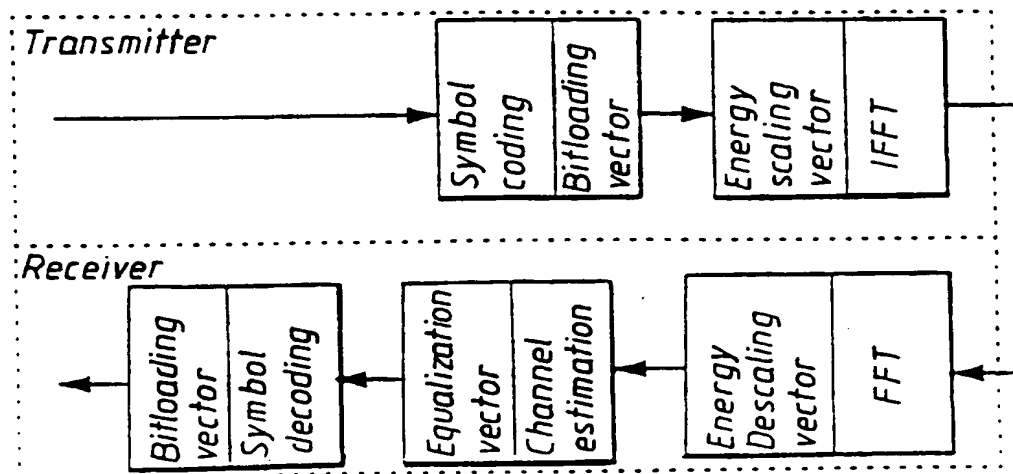 Transmitter
Symbol
coding
Bitloading
vector
Energy
scaling
vector
IFFT
Receiver
Bitloading
vector
Symbol
decoding
Equalization
vector
Channel
estimation
Energy
Descaling
vector
FFT